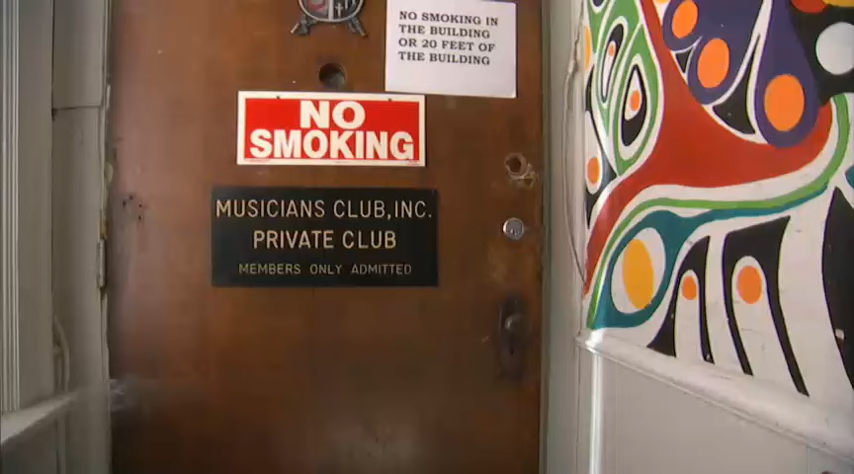 NO SMOKING IN
THE BUILDING
OR 20 FEET OF
THE BUILDING
NO
SMOKING
MUSICIANS CLUB, INC.
PRIVATE CLUB
MEMBERS ONLY ADMITTED